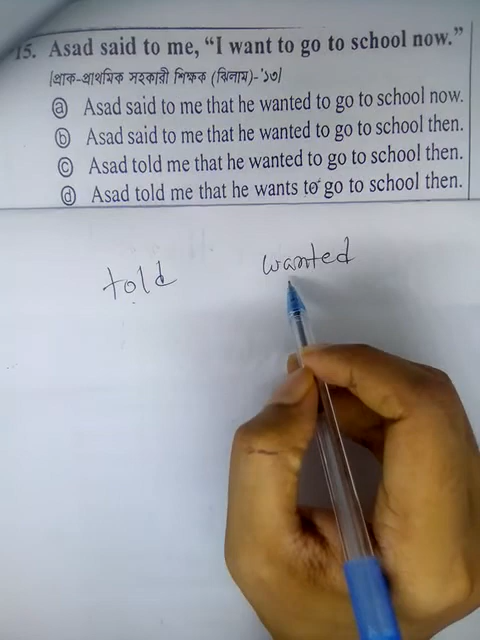 15. Asad said to me, “I want to go to school now.”
[প্রাক-প্রাথমিক সহকারী শিক্ষক (ঝিলাম)-'১৩]
ⓐ Asad said to me that he wanted to go to school now.
ⓑ Asad said to me that he wanted to go to school then.
ⓒ Asad told me that he wanted to go to school then.
ⓓ Asad told me that he wants to go to school then.
told wanted